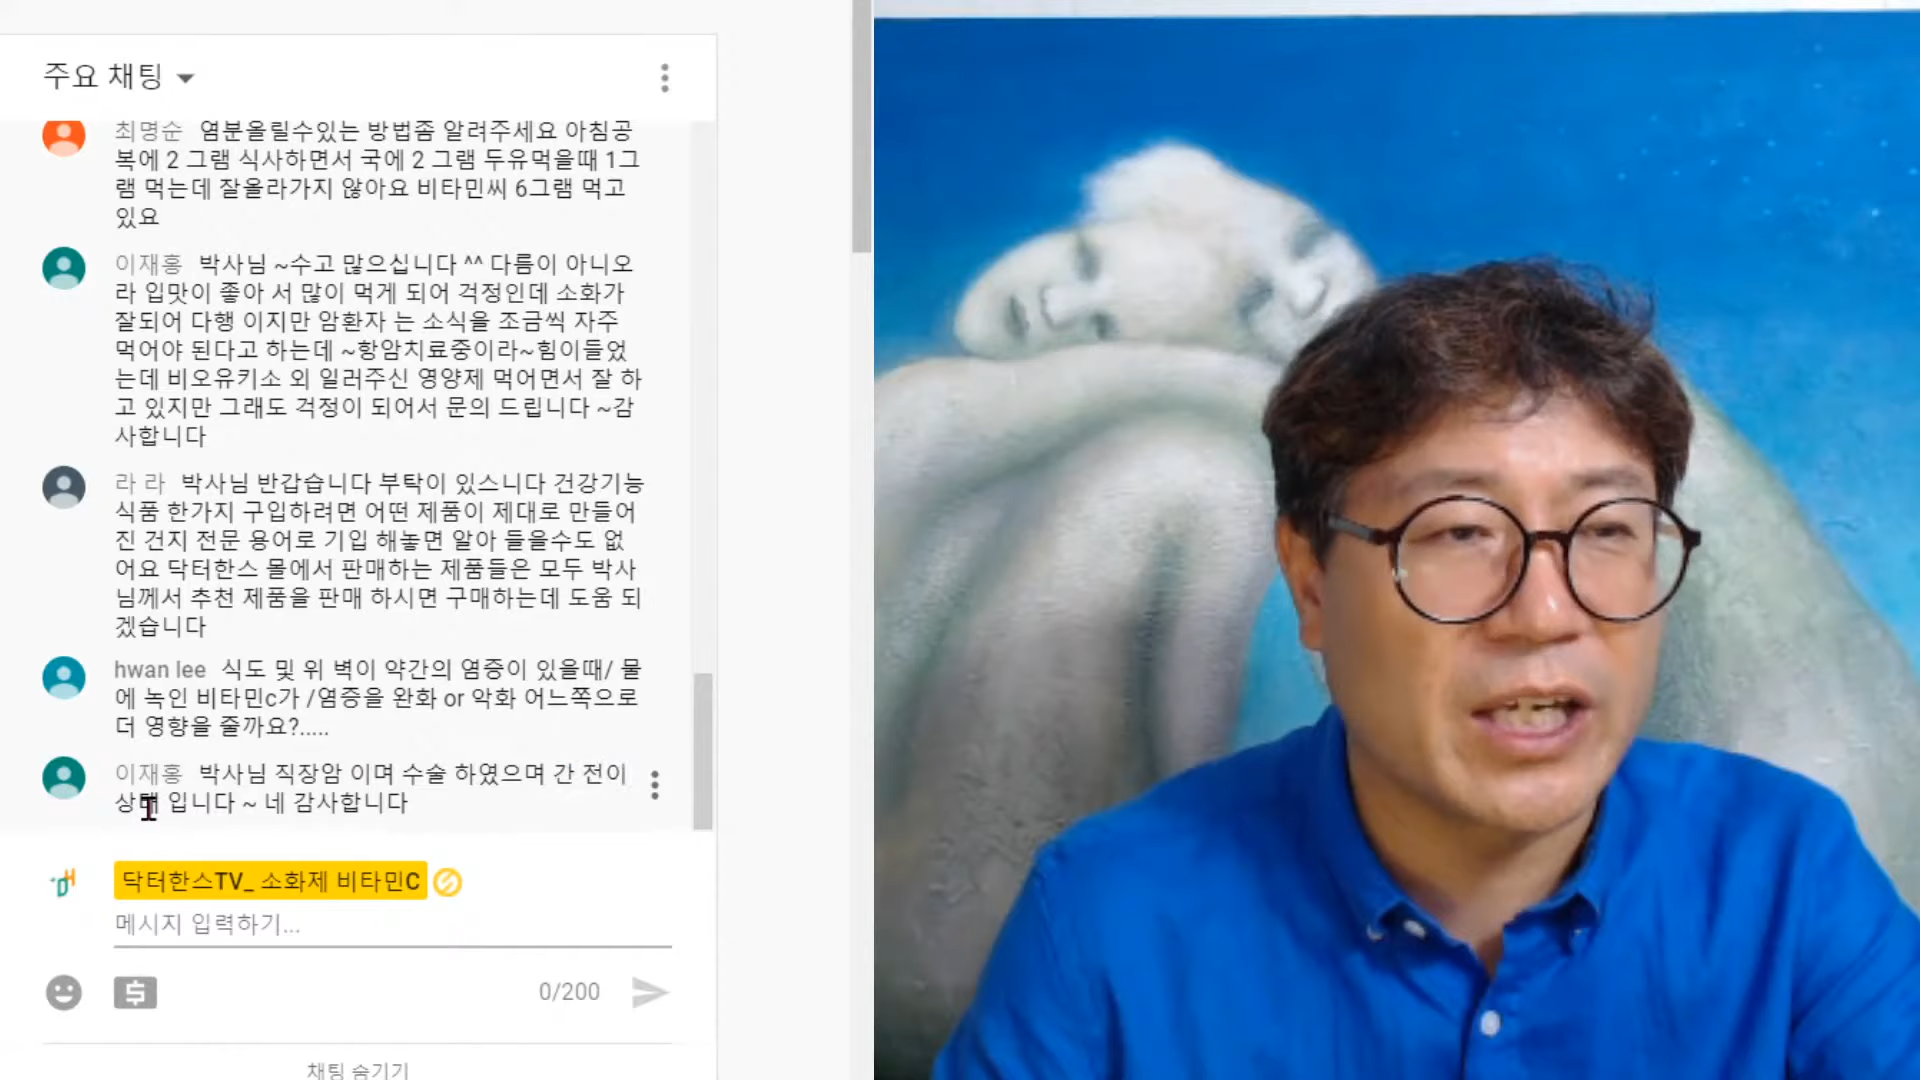 주요 채팅
최명순 염분올릴수있는 방법좀 알려주세요 아침공
복에 2 그램 식사하면서 국에 2 그램 두유먹을때 1그
램 먹는데 잘올라가지 않아요 비타민씨 6그램 먹고
있요
이재홍 박사님 ~수고 많으십니다 ^^ 다름이 아니오
라 입맛이 좋아 서 많이 먹게 되어 걱정인데 소화가
잘되어 다행 이지만 암환자 는 소식을 조금씩 자주
먹어야 된다고 하는데 ~항암치료중이라~힘이들었
는데 비오유키소 외 일러주신 영양제 먹어면서 잘 하
고 있지만 그래도 걱정이 되어서 문의 드립니다 ~감
사합니다
라 라 박사님 반갑습니다 부탁이 있스니다 건강기능
식품 한가지 구입하려면 어떤 제품이 제대로 만들어
진 건지 전문 용어로 기입 해놓면 알아 들을수도 없
어요 닥터한스 몰에서 판매하는 제품들은 모두 박사
님께서 추천 제품을 판매 하시면 구매하는데 도움 되
겠습니다
hwan lee 식도 및 위 벽이 약간의 염증이 있을때/ 물
에 녹인 비타민c가 /염증을 완화 or 악화 어느쪽으로
더 영향을 줄까요?.....
이재홍 박사님 직장암 이며 수술 하였으며 간 전이
상태 입니다 ~ 네 감사합니다
닥터한스TV_ 소화제 비타민C
메시지 입력하기...
0/200
채팅 숨기기